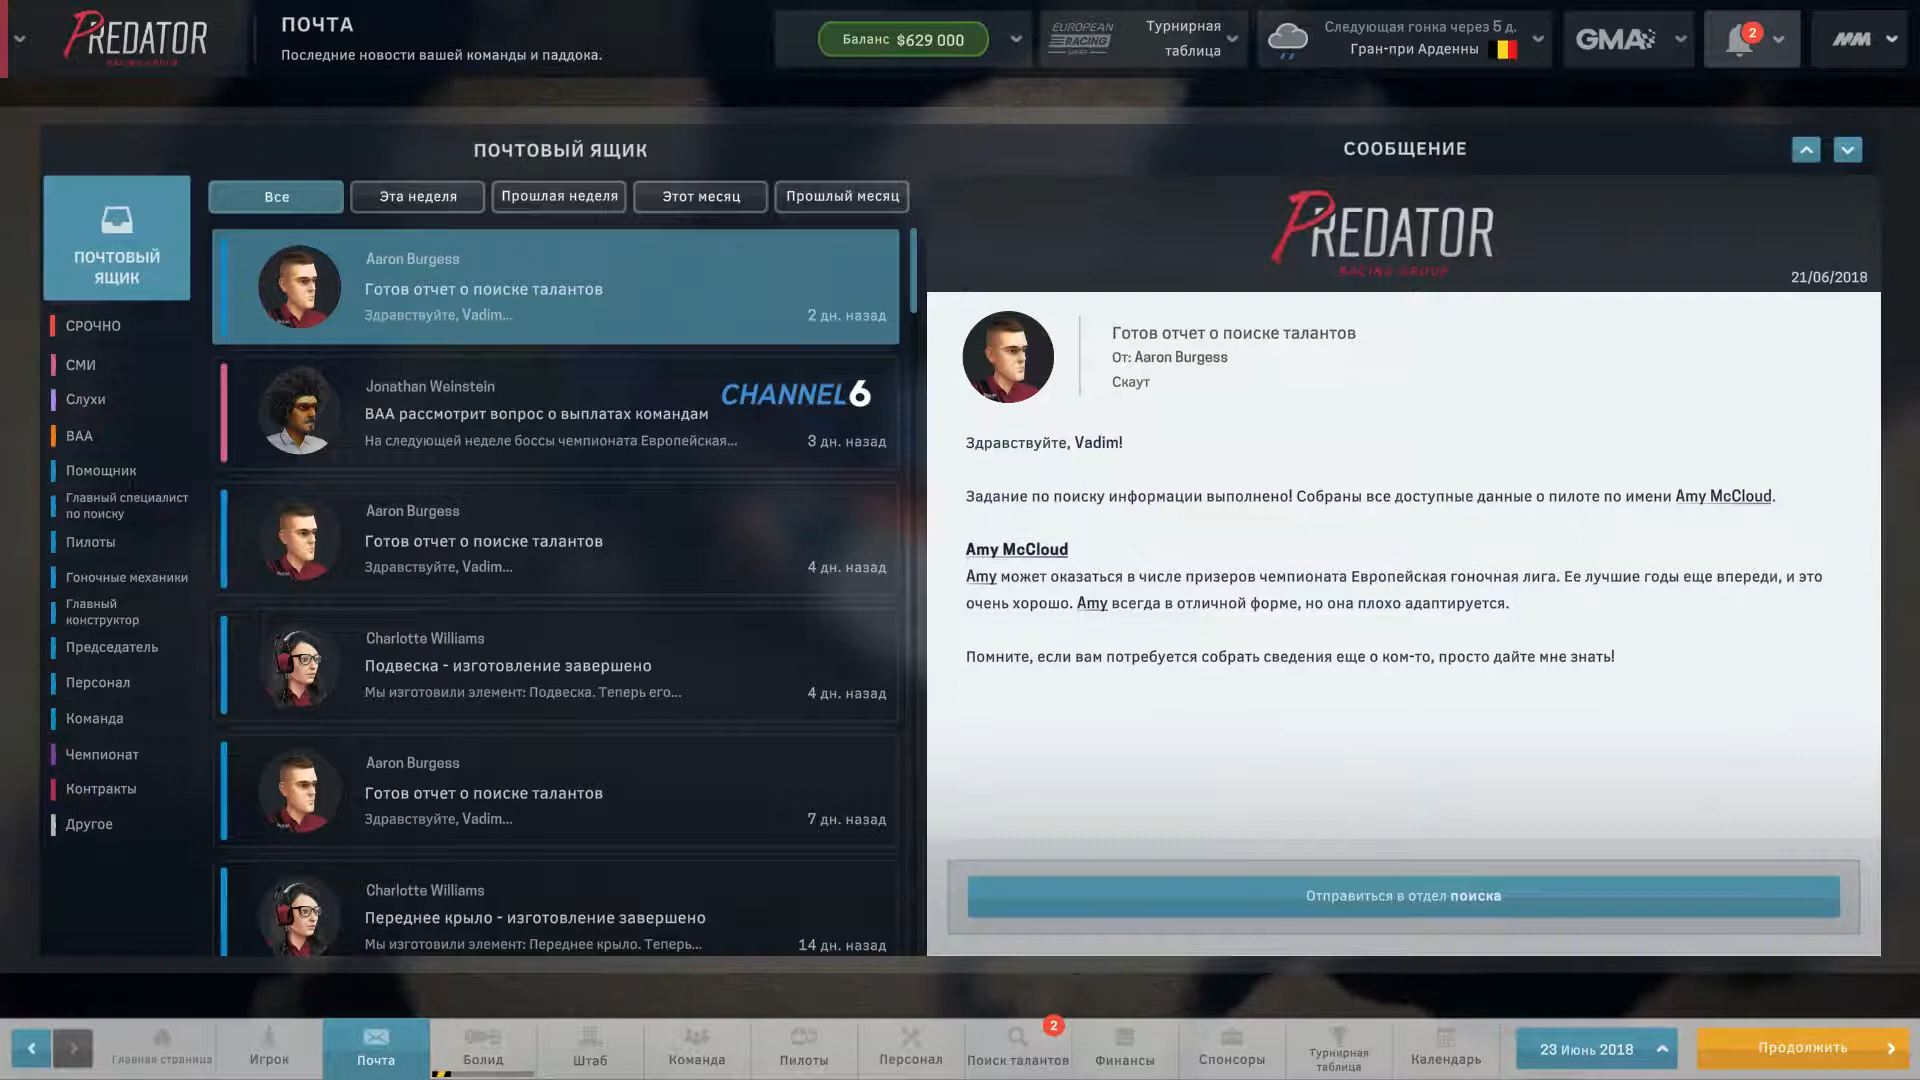 PREDATOR
RACING GROUP
ПОЧТА
Последние новости вашей команды и паддока.
Баланс $629 000
EUROPEAN
RACING
SERIES
Турнирная
таблица
Следующая гонка через 5 д.
Гран-при Арденны
GMA
2
ПОЧТОВЫЙ ЯЩИК
СООБЩЕНИЕ
ПОЧТОВЫЙ
ЯЩИК
СРОЧНО
СМИ
Слухи
ВАА
Помощник
Главный специалист
по поиску
Пилоты
Гоночные механики
Главный
конструктор
Председатель
Персонал
Команда
Чемпионат
Контракты
Другое
Все
Эта неделя
Прошлая неделя
Этот месяц
Прошлый месяц
Aaron Burgess
Готов отчет о поиске талантов
Здравствуйте, Vadim...
2 дн. назад
Jonathan Weinstein
CHANNEL6
ВАА рассмотрит вопрос о выплатах командам
На следующей неделе боссы чемпионата Европейская...
3 дн. назад
Aaron Burgess
Готов отчет о поиске талантов
Здравствуйте, Vadim...
4 дн. назад
Charlotte Williams
Подвеска - изготовление завершено
Мы изготовили элемент: Подвеска. Теперь его...
4 дн. назад
Aaron Burgess
Готов отчет о поиске талантов
Здравствуйте, Vadim...
7 дн. назад
Charlotte Williams
Переднее крыло - изготовление завершено
Мы изготовили элемент: Переднее крыло. Теперь...
14 дн. назад
PREDATOR
RACING GROUP
21/06/2018
Готов отчет о поиске талантов
От: Aaron Burgess
Скаут
Здравствуйте, Vadim!
Задание по поиску информации выполнено! Собраны все доступные данные о пилоте по имени Amy McCloud.
Amy McCloud
Amy может оказаться в числе призеров чемпионата Европейская гоночная лига. Ее лучшие годы еще впереди, и это
очень хорошо. Amy всегда в отличной форме, но она плохо адаптируется.
Помните, если вам потребуется собрать сведения еще о ком-то, просто дайте мне знать!
Отправиться в отдел поиска
Главная страница
Игрок
Почта
Болид
Штаб
Команда
Пилоты
Персонал
2
Поиск талантов
Финансы
Спонсоры
Турнирная
таблица
Календарь
23 Июнь 2018
Продолжить